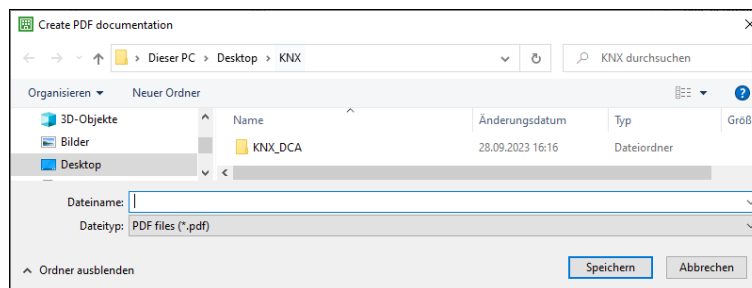 Create PDF documentation
Dieser PC > Desktop > KNX
KNX durchsuchen
Organisieren
Neuer Ordner
3D-Objekte
Bilder
Desktop
Name Änderungsdatum Typ Größ
KNX_DCA 28.09.2023 16:16 Dateiordner
Dateiname:
Dateityp: PDF files (*.pdf)
Ordner ausblenden
Speichern Abbrechen